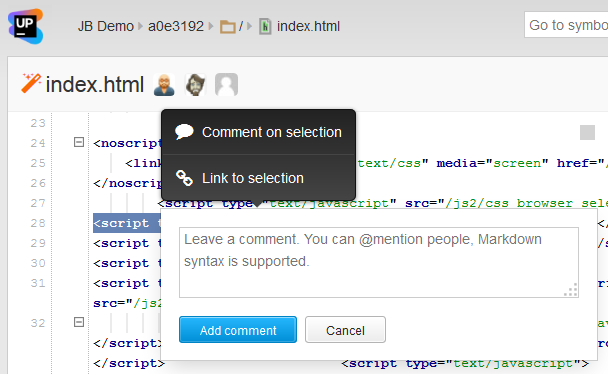 UP
JB Demo a0e3192 / h index.html
Go to symbo
index.html
23
24 <noscrip
<link text/css" media="screen" href="/
Comment on selection
</noscrip
Link to selection
27 <script type="text/javascript" src="/js2/css_browser_sele
28 <script t </
29 <script t
30 <script t
31 <script t
src="/js2
32
</script>
</script> <script type="text/javascript">
Leave a comment. You can @mention people, Markdown
syntax is supported.
Add comment Cancel